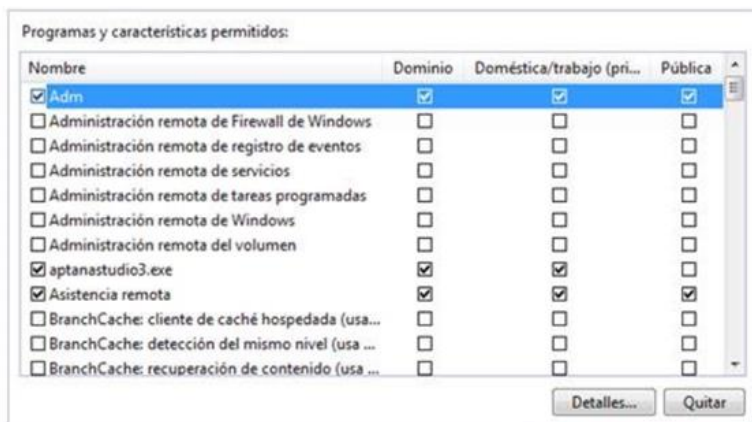 Programas y características permitidos:
Nombre Dominio Doméstica/trabajo (pri... Pública
Adm
Administración remota de Firewall de Windows
Administración remota de registro de eventos
Administración remota de servicios
Administración remota de tareas programadas
Administración remota de Windows
Administración remota del volumen
aptanastudio3.exe
Asistencia remota
BranchCache: cliente de caché hospedada (usa...
BranchCache: detección del mismo nivel (usa ...
BranchCache: recuperación de contenido (usa ...
Detalles... Quitar